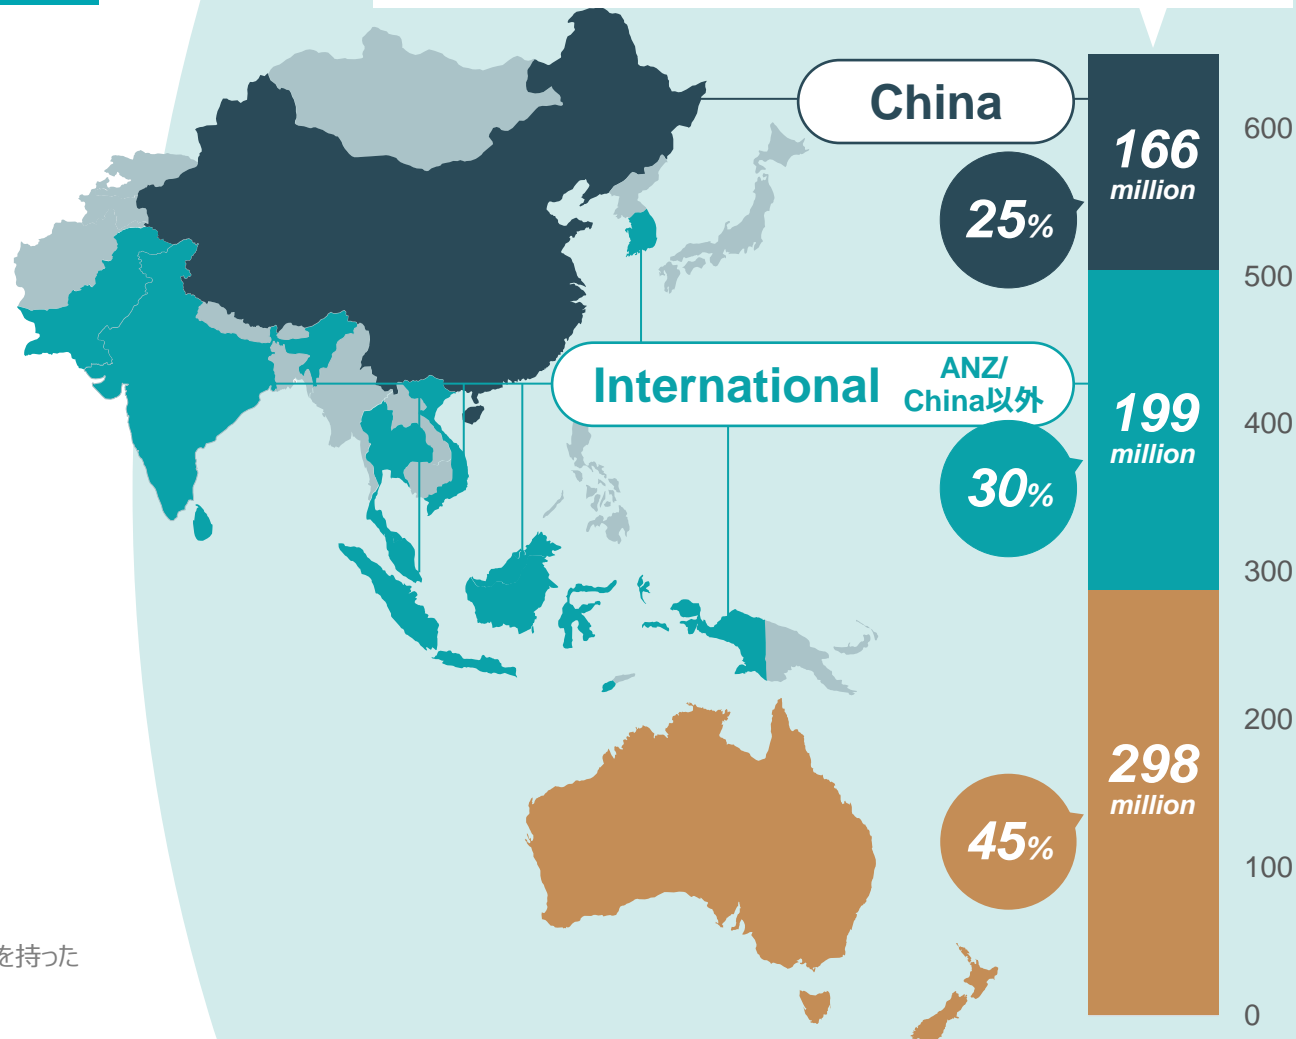 China
166
million
25%
International
ANZ/
China以外
199
million
30%
298
million
45%
600
500
400
300
200
100
0
を持った